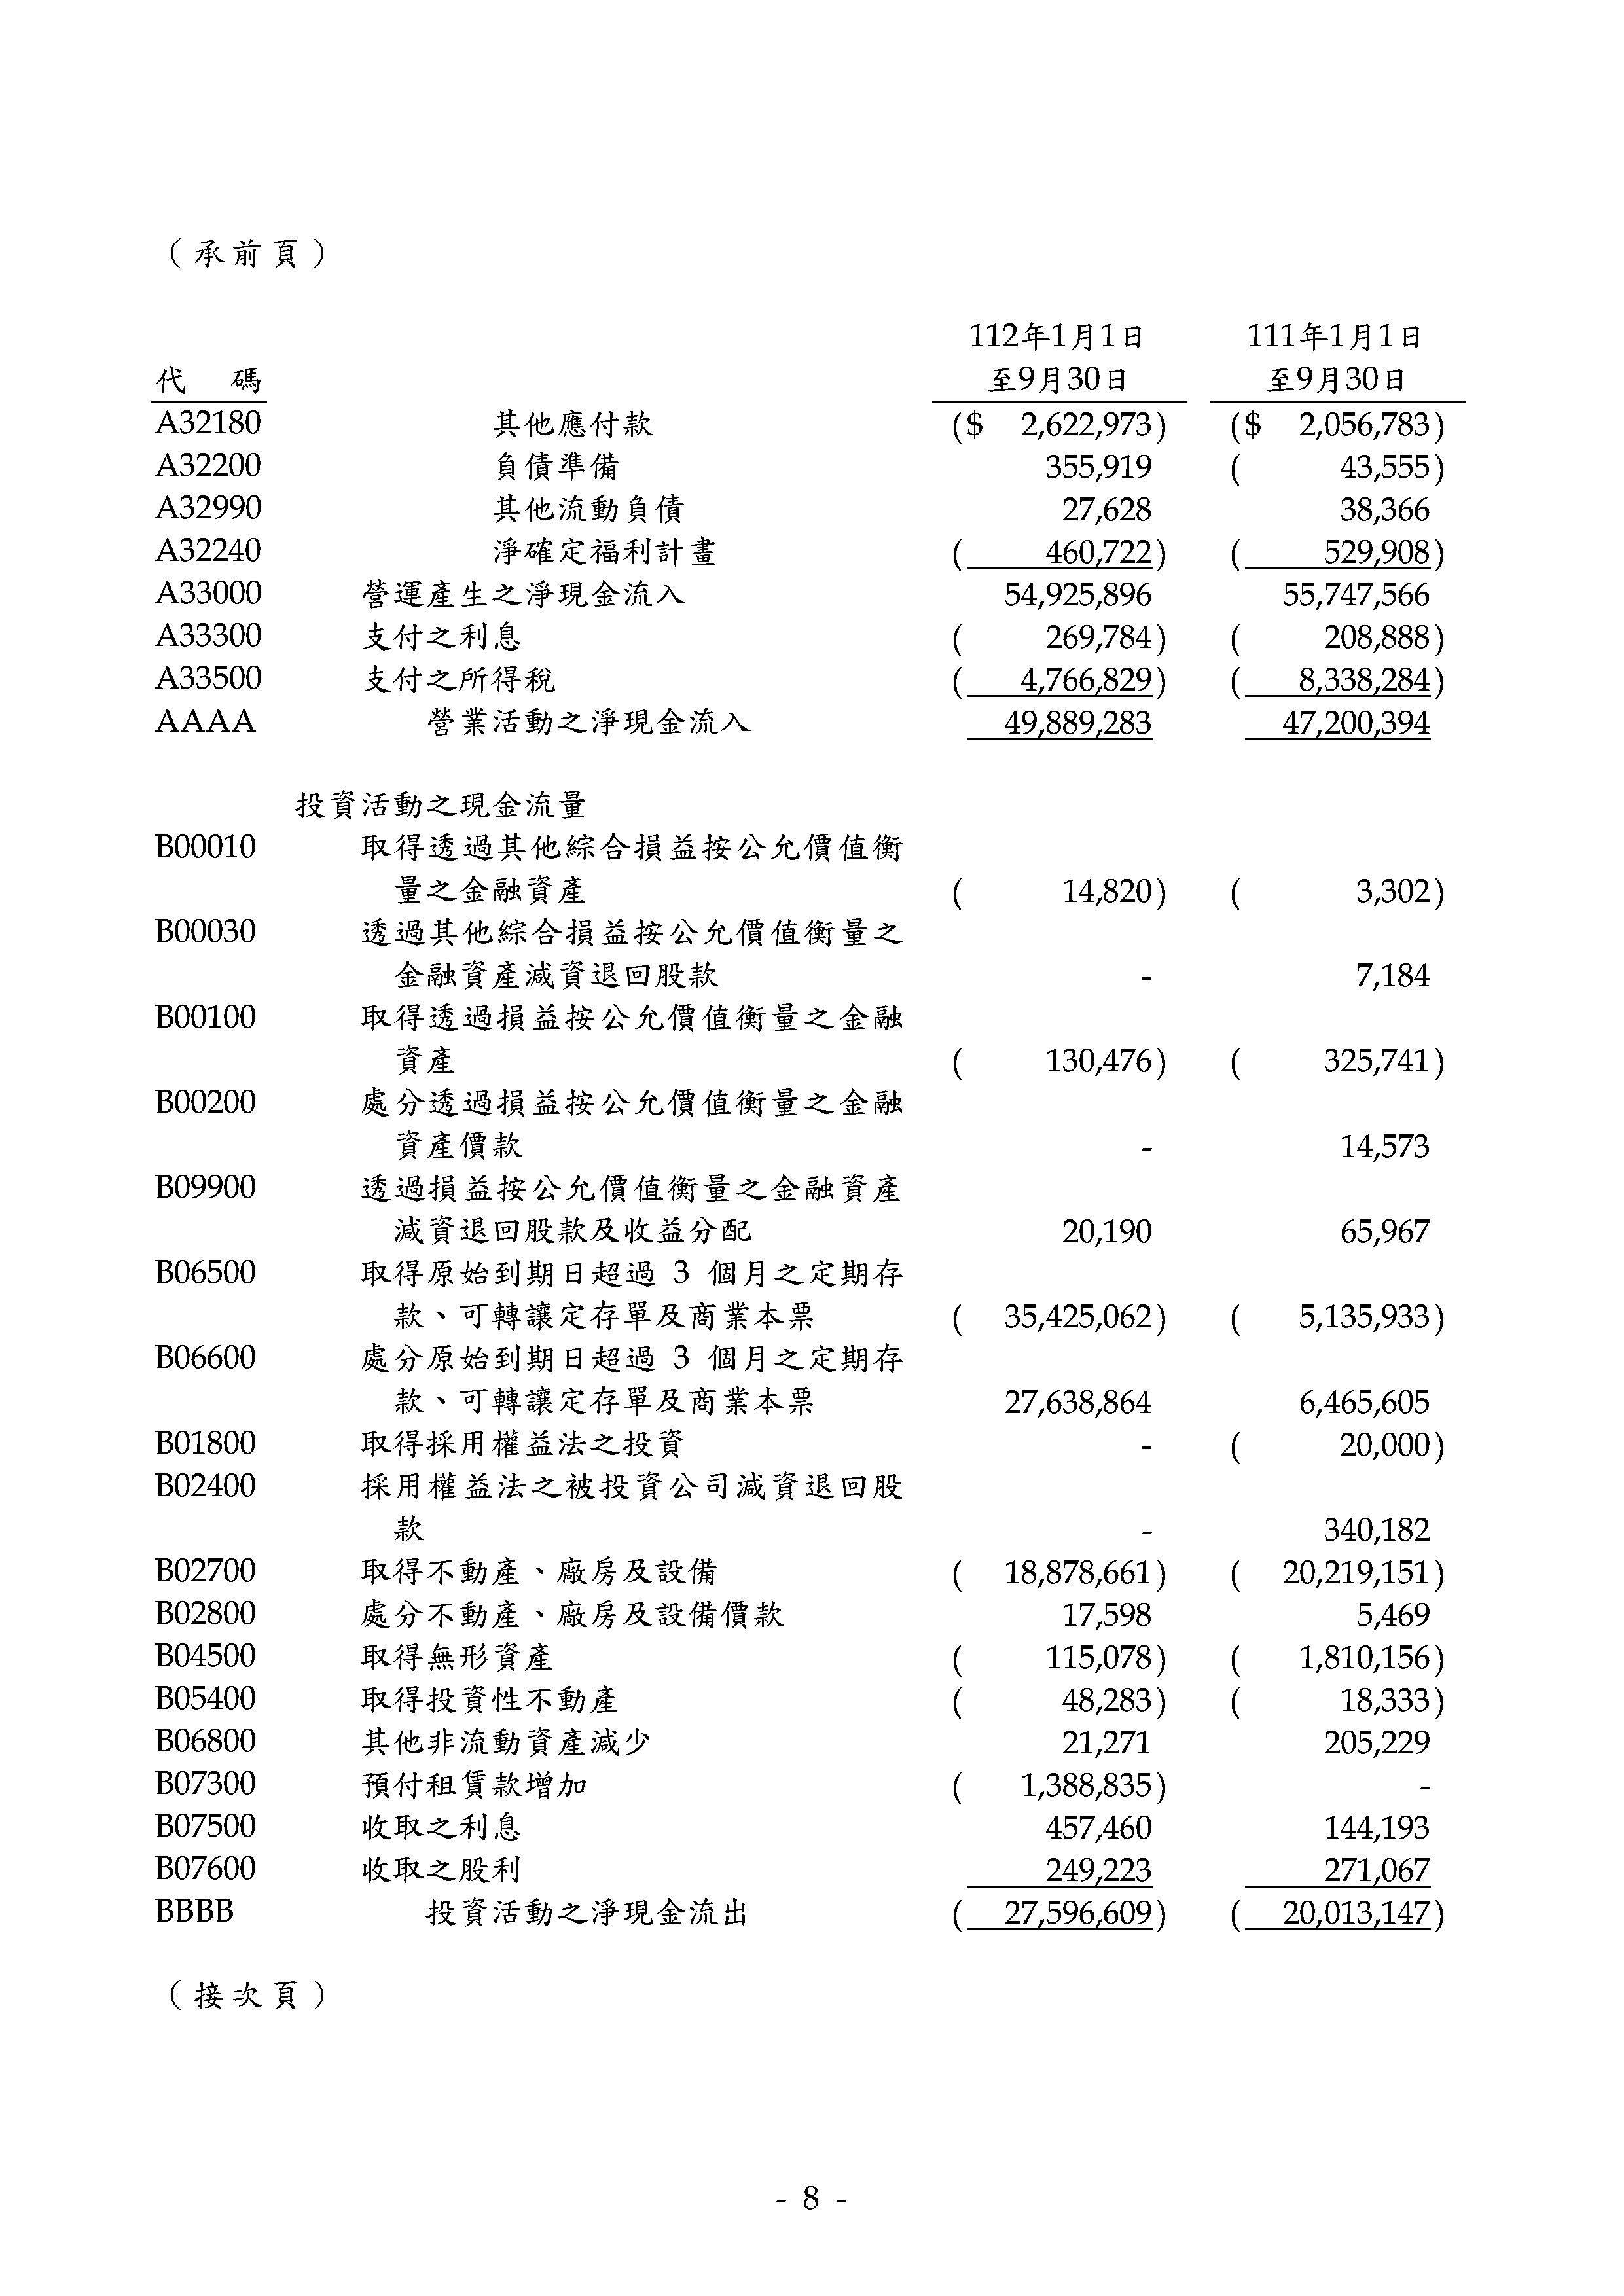 （承前頁）
112年1月1日 111年1月1日
代 碼 至9月30日 至9月30日
A32180 其他應付款 ($ 2,622,973) ($ 2,056,783)
A32200 負債準備 355,919 ( 43,555)
A32990 其他流動負債 27,628 38,366
A32240 淨確定福利計畫 ( 460,722) ( 529,908)
A33000 營運產生之淨現金流入 54,925,896 55,747,566
A33300 支付之利息 ( 269,784) ( 208,888)
A33500 支付之所得稅 ( 4,766,829) ( 8,338,284)
AAAA 營業活動之淨現金流入 49,889,283 47,200,394
投資活動之現金流量
B00010 取得透過其他綜合損益按公允價值衡
量之金融資產 ( 14,820) ( 3,302)
B00030 透過其他綜合損益按公允價值衡量之
金融資產減資退回股款 - 7,184
B00100 取得透過損益按公允價值衡量之金融
資產 ( 130,476) ( 325,741)
B00200 處分透過損益按公允價值衡量之金融
資產價款 - 14,573
B09900 透過損益按公允價值衡量之金融資產
減資退回股款及收益分配 20,190 65,967
B06500 取得原始到期日超過 3 個月之定期存
款、可轉讓定存單及商業本票 ( 35,425,062) ( 5,135,933)
B06600 處分原始到期日超過 3 個月之定期存
款、可轉讓定存單及商業本票 27,638,864 6,465,605
B01800 取得採用權益法之投資 - ( 20,000)
B02400 採用權益法之被投資公司減資退回股
款 - 340,182
B02700 取得不動產、廠房及設備 ( 18,878,661) ( 20,219,151)
B02800 處分不動產、廠房及設備價款 17,598 5,469
B04500 取得無形資產 ( 115,078) ( 1,810,156)
B05400 取得投資性不動產 ( 48,283) ( 18,333)
B06800 其他非流動資產減少 21,271 205,229
B07300 預付租賃款增加 ( 1,388,835) -
B07500 收取之利息 457,460 144,193
B07600 收取之股利 249,223 271,067
BBBB 投資活動之淨現金流出 ( 27,596,609) ( 20,013,147)
（接次頁）
- 8 -